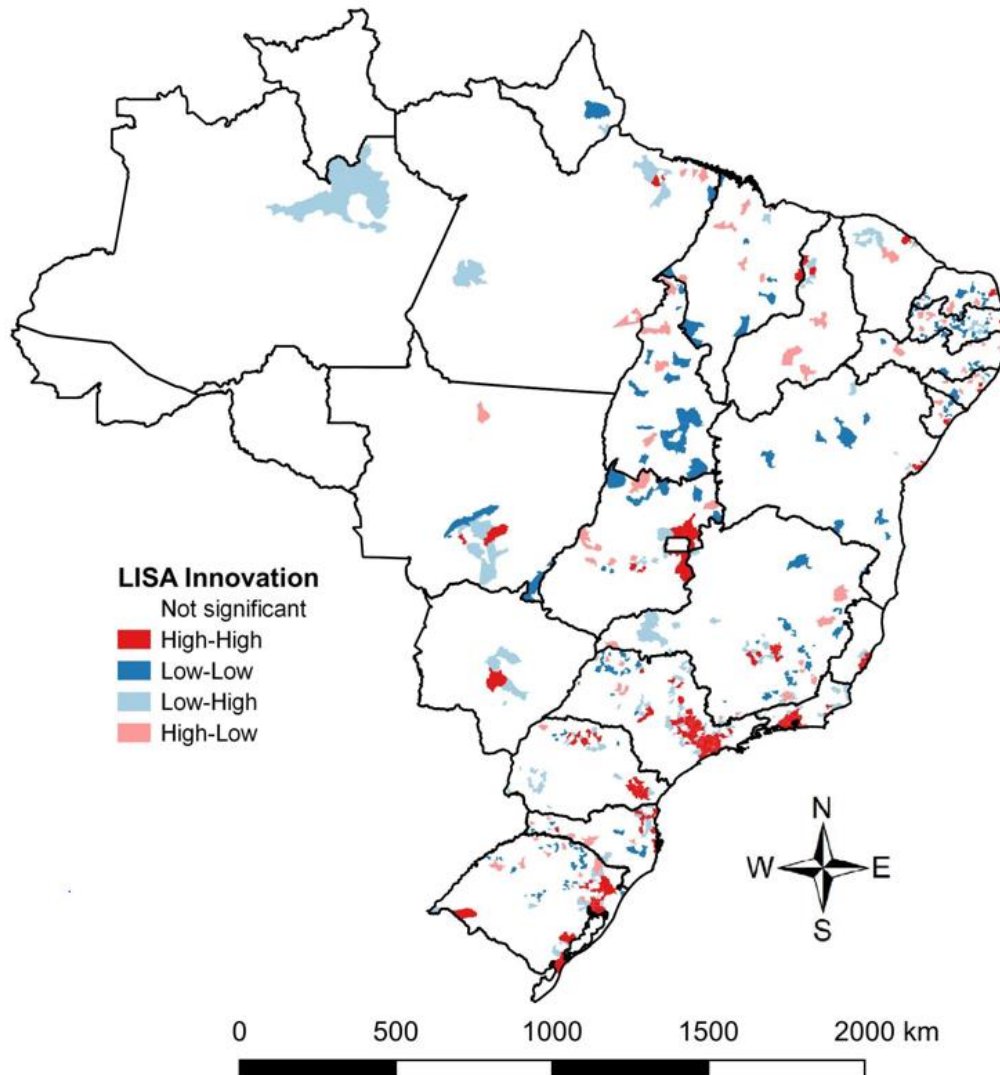 LISA Innovation
Not significant
High-High
Low-Low
Low-High
High-Low
N
W E
S
0 500 1000 1500 2000 km